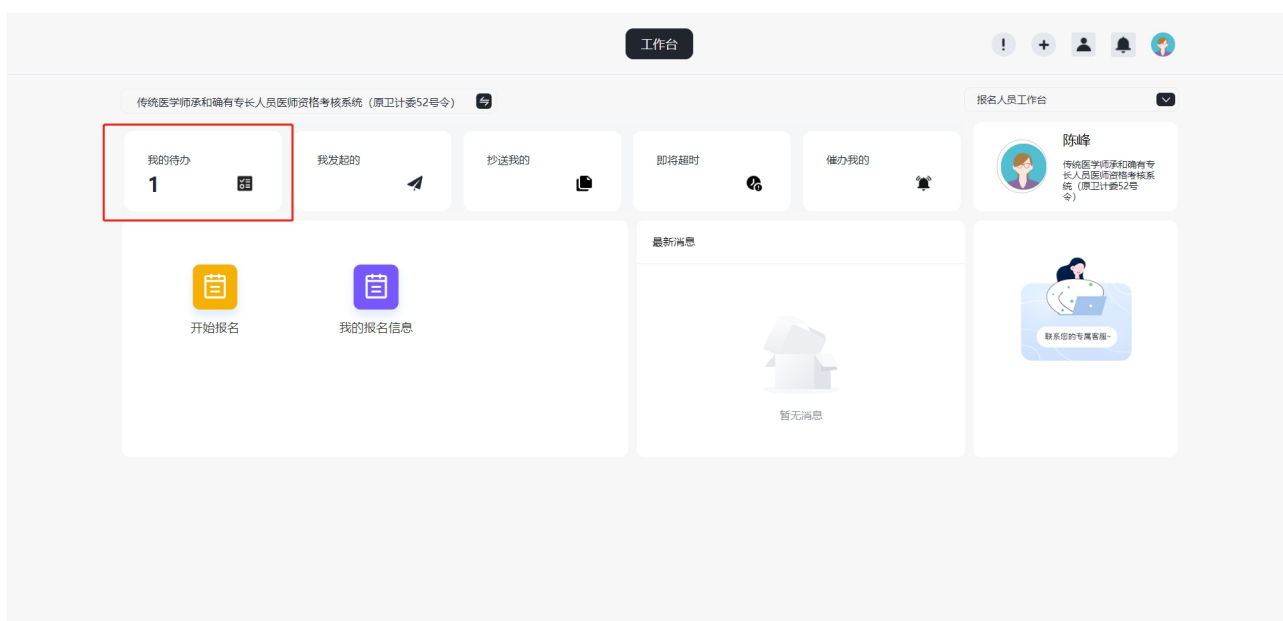 工作台
传统医学师承和确有专长人员医师资格考核系统（原卫计委52号令）
报名人员工作台
我的待办
1
我发起的
抄送我的
即将超时
催办我的
陈峰
传统医学师承和确有专
长人员医师资格考核系
统（原卫计委52号
令）
开始报名
我的报名信息
最新消息
暂无消息
联系您的专属客服~